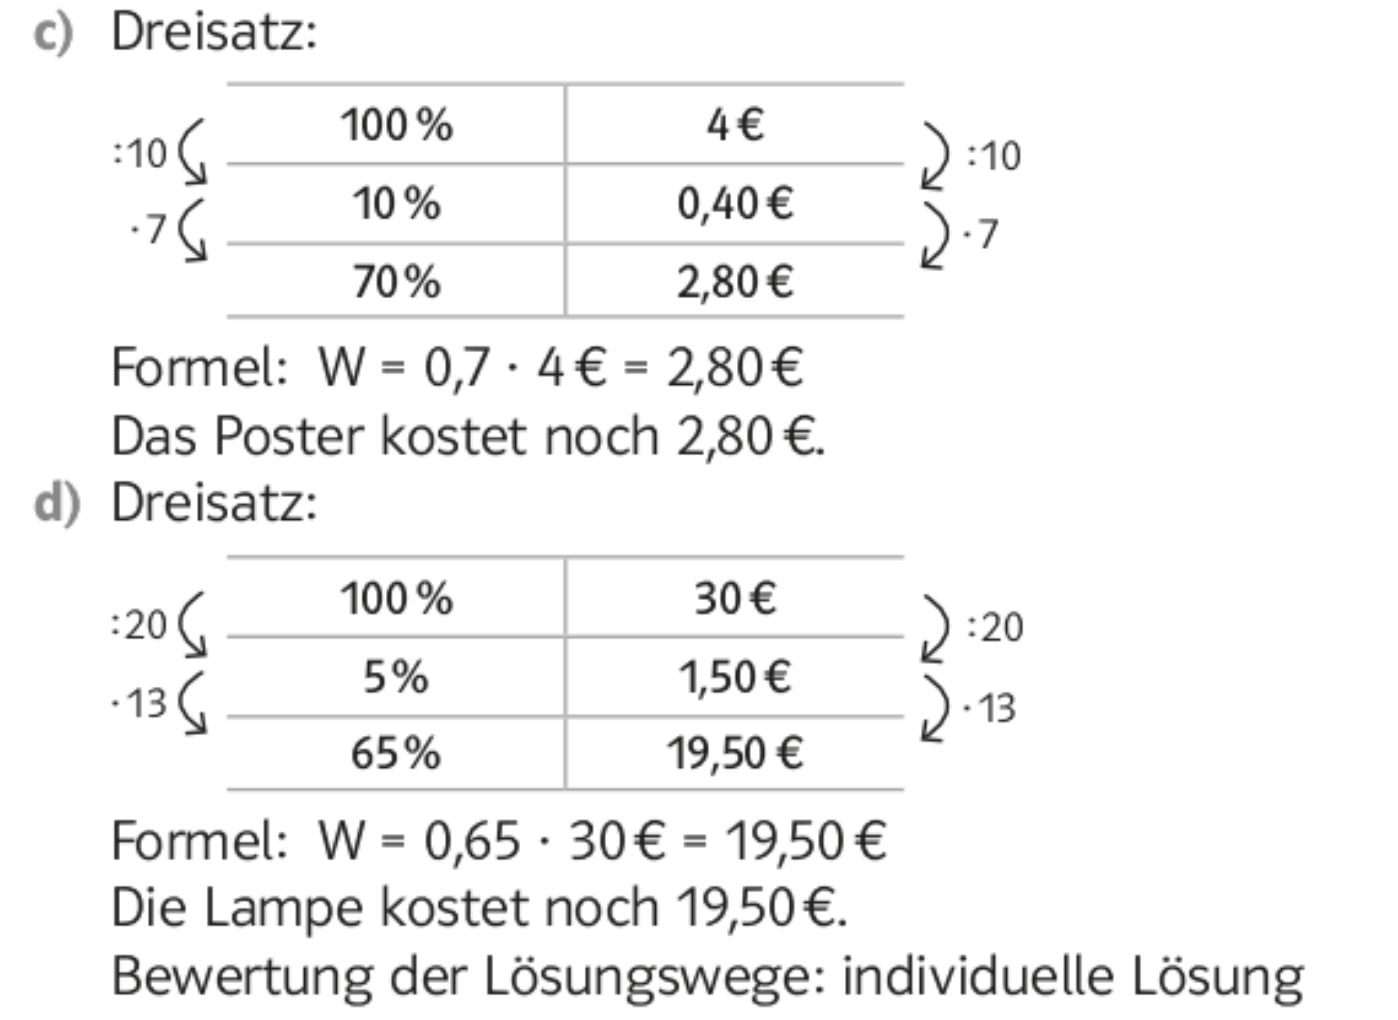 c) Dreisatz:
:10 100 % 4 € :10
·7 10 % 0,40 € ·7
70 % 2,80 €
Formel: W = 0,7 · 4 € = 2,80 €
Das Poster kostet noch 2,80 €.
d) Dreisatz:
:20 100 % 30 € :20
·13 5 % 1,50 € ·13
65 % 19,50 €
Formel: W = 0,65 · 30 € = 19,50 €
Die Lampe kostet noch 19,50 €.
Bewertung der Lösungswege: individuelle Lösung